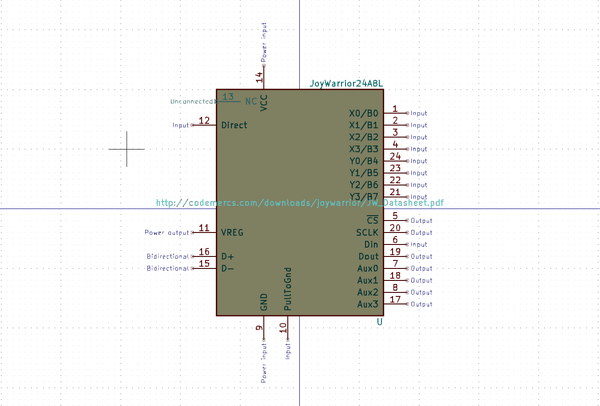 Power input
14
VCC
JoyWarrior24A8L
Unconnected 13 NC
Input 12 Direct
X0/B0 1 Input
X1/B1 2 Input
X2/B2 3 Input
X3/B3 4 Input
Y0/B4 24 Input
Y1/B5 23 Input
Y2/B6 22 Input
Y3/B7 21 Input
http://codemercs.com/downloads/joywarrior/JW_Datasheet.pdf
CS 5 Output
Power output 11 VREG
SCLK 20 Output
Din 6 Input
Bidirectional 16 D+
Dout 19 Output
Bidirectional 15 D-
Aux0 7 Output
Aux1 18 Output
Aux2 8 Output
Aux3 17 Output
GND
PullToGnd
U
9
10
Power input
Input